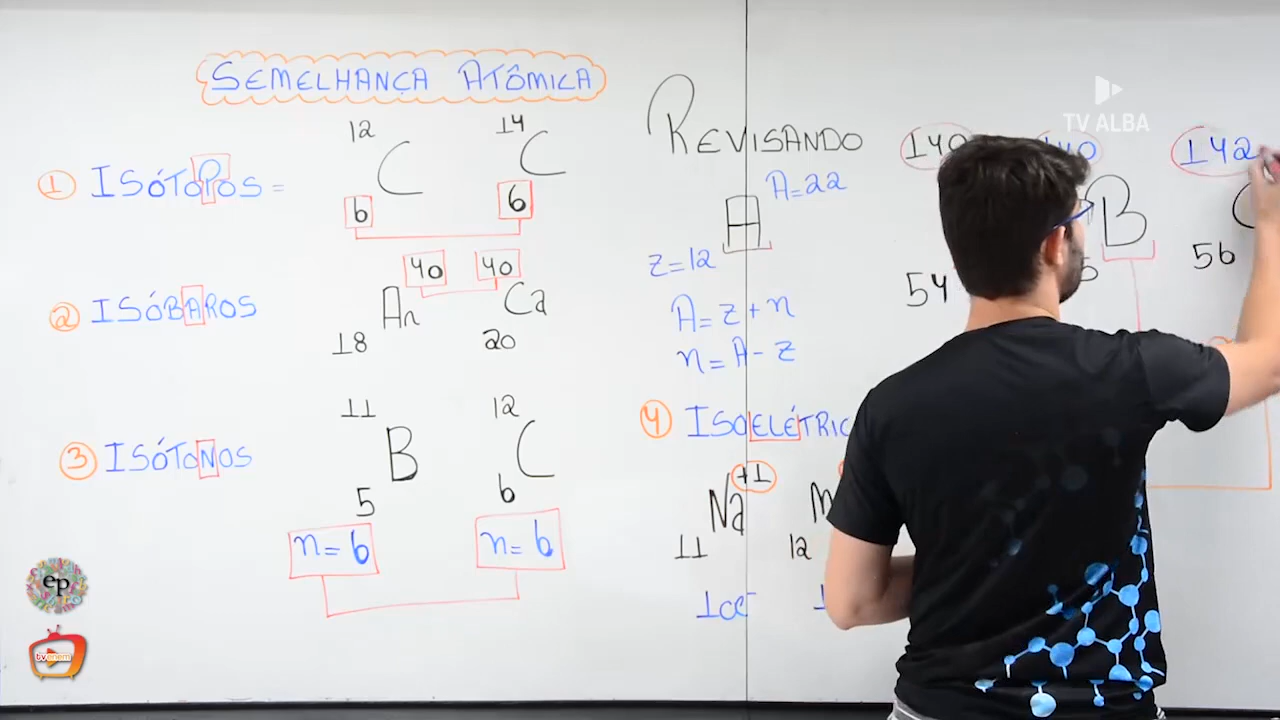 SEMELHANÇA ATÔMICA
12 C 6
14 C 6
① ISÓTOPOS =
② ISÓBAROS
40 Ar 18
40 Ca 20
③ ISÓTONOS
11 B 5
12 C 6
n=6
n=6
REVISANDO
A A=22
Z=12
A=Z+n
n=A-Z
140
54
B
142
56
④ ISOELÉTRIC
Na +1
11
12
10e-
TV ALBA
ep
tvenem